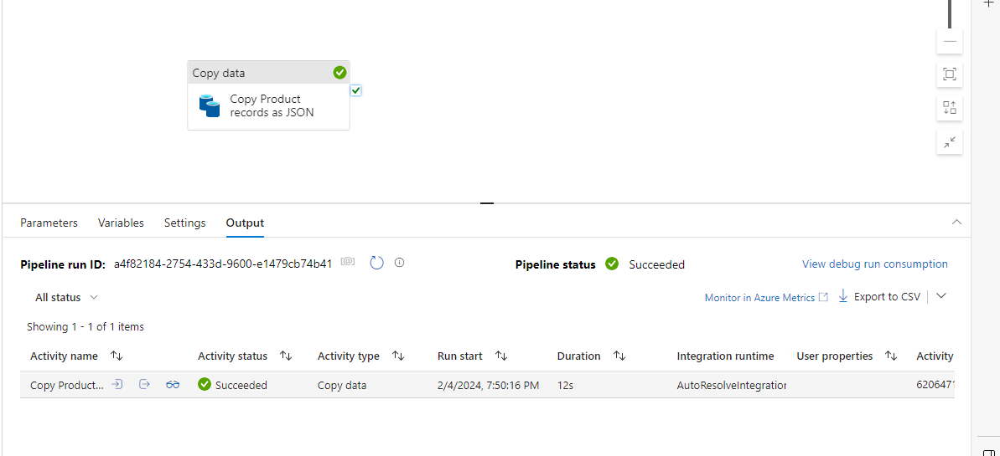 Copy data
Copy Product
records as JSON
Parameters Variables Settings Output
Pipeline run ID: a4f82184-2754-433d-9600-e1479cb74b41 Pipeline status Succeeded View debug run consumption
All status Monitor in Azure Metrics Export to CSV
Showing 1 - 1 of 1 items
Activity name Activity status Activity type Run start Duration Integration runtime User properties Activity
Copy Product... Succeeded Copy data 2/4/2024, 7:50:16 PM 12s AutoResolveIntegration 6206471